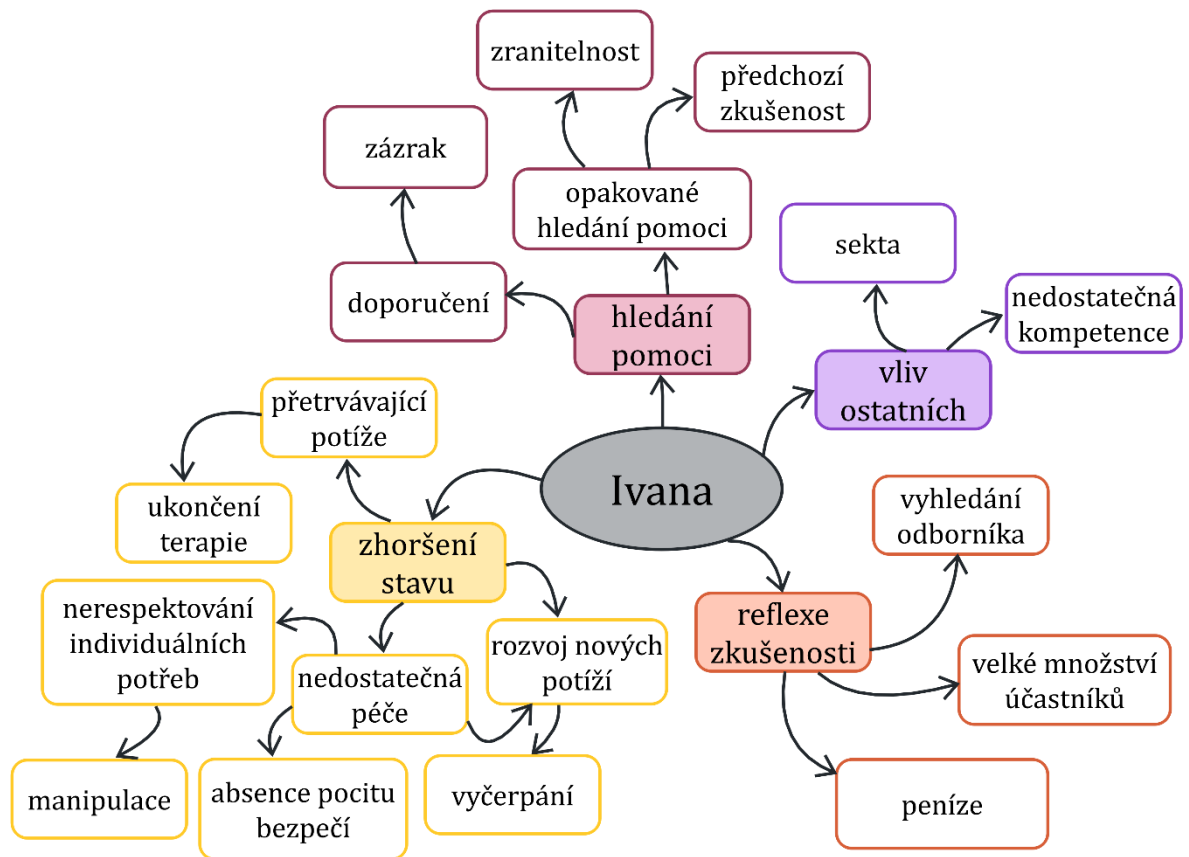 zranitelnost
předchozí
zkušenost
zázrak
opakované
hledání pomoci
sekta
doporučení
hledání
pomoci
nedostatečná
kompetence
vliv
ostatních
přetrvávající
potíže
Ivana
ukončení
terapie
vyhledání
odborníka
zhoršení
stavu
nerespektování
individuálních
potřeb
reflexe
zkušenosti
rozvoj nových
potíží
nedostatečná
péče
velké množství
účastníků
manipulace
absence pocitu
bezpečí
vyčerpání
peníze